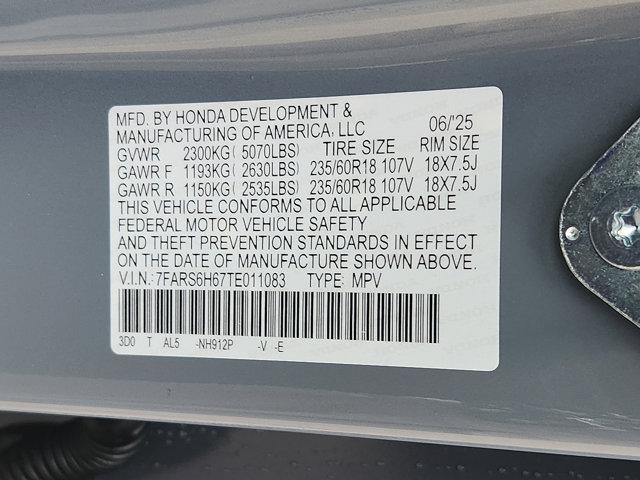 MFD. BY HONDA DEVELOPMENT &
MANUFACTURING OF AMERICA, LLC 06/'25
GVWR 2300KG( 5070LBS) TIRE SIZE RIM SIZE
GAWR F 1193KG( 2630LBS) 235/60R18 107V 18X7.5J
GAWR R 1150KG( 2535LBS) 235/60R18 107V 18X7.5J
THIS VEHICLE CONFORMS TO ALL APPLICABLE
FEDERAL MOTOR VEHICLE SAFETY
AND THEFT PREVENTION STANDARDS IN EFFECT
ON THE DATE OF MANUFACTURE SHOWN ABOVE.
V.I.N.:7FARS6H67TE011083 TYPE: MPV
3D0 T AL5 -NH912P -V -E